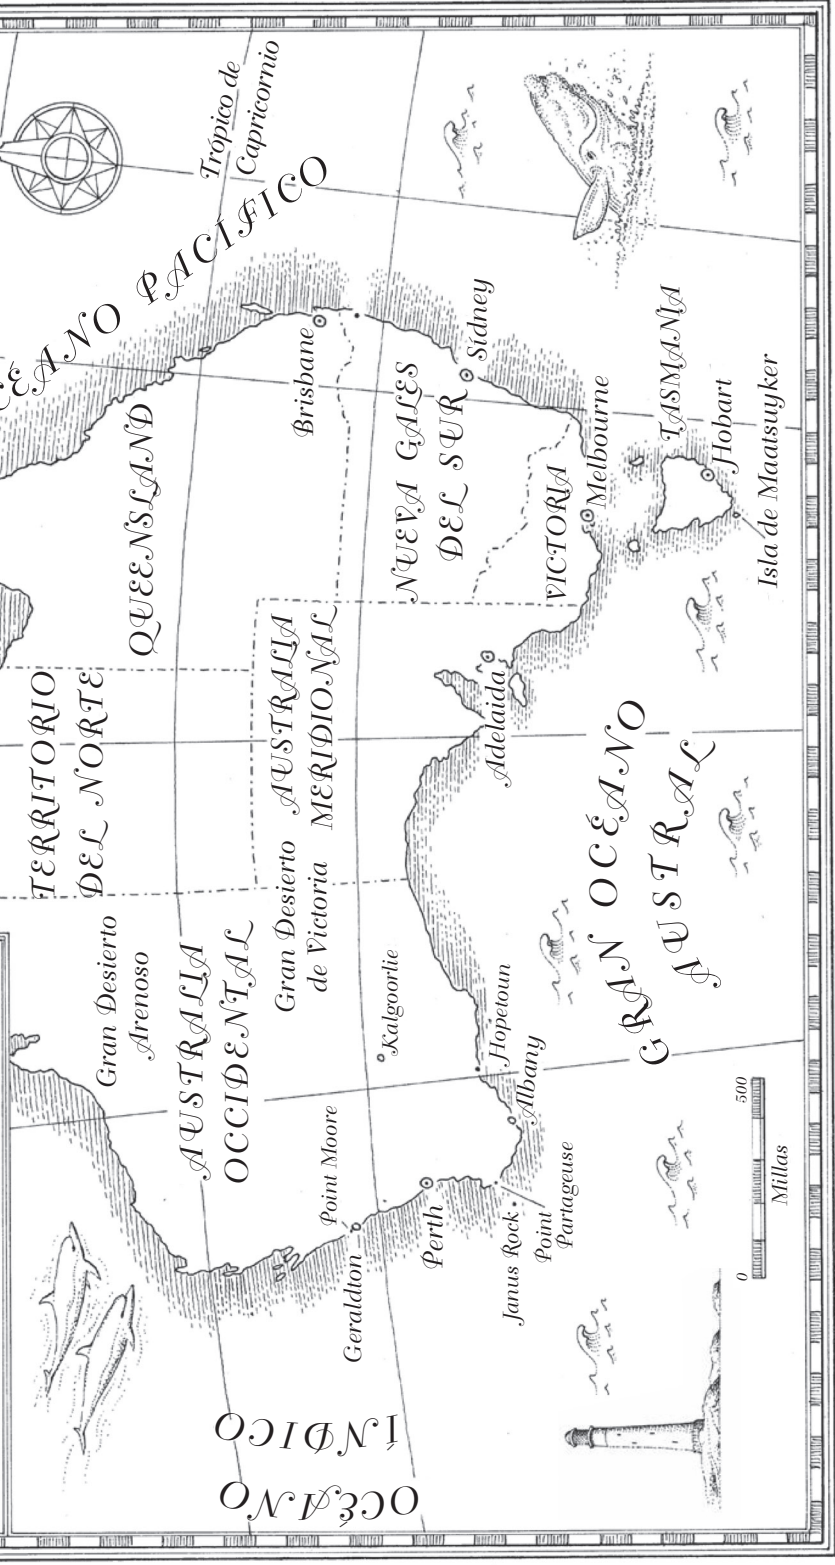 OCÉANO
ÍNDICO
Gran Desierto
Arenoso
TERRITORIO
DEL NORTE
QUEENSLAND
CÉANO PACÍFICO
Trópico de
Capricornio
AUSTRALIA
OCCIDENTAL
Gran Desierto
de Victoria
AUSTRALIA
MERIDIONAL
Brisbane
Point Moore
Geraldton
Kalgoorlie
NUEVA GALES
DEL SUR
Sídney
Perth
Janus Rock
Point
Partageuse
Albany
Hopetoun
Adelaida
VICTORIA
Melbourne
TASMANIA
Hobart
Isla de Maatsuyker
GRAN OCÉANO
AUSTRAL
0 500
Millas